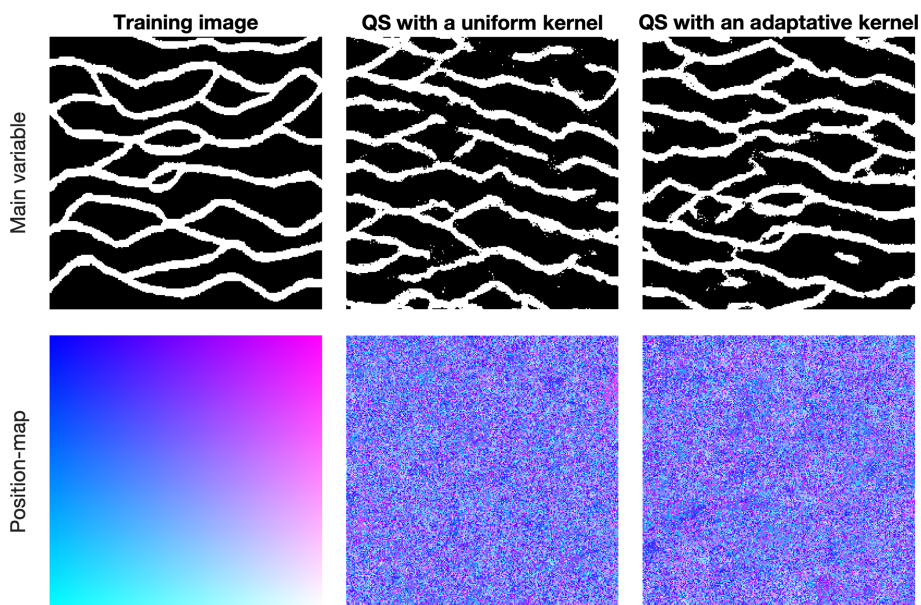 Training image
QS with a uniform kernel
QS with an adaptative kernel
Main variable
Position-map